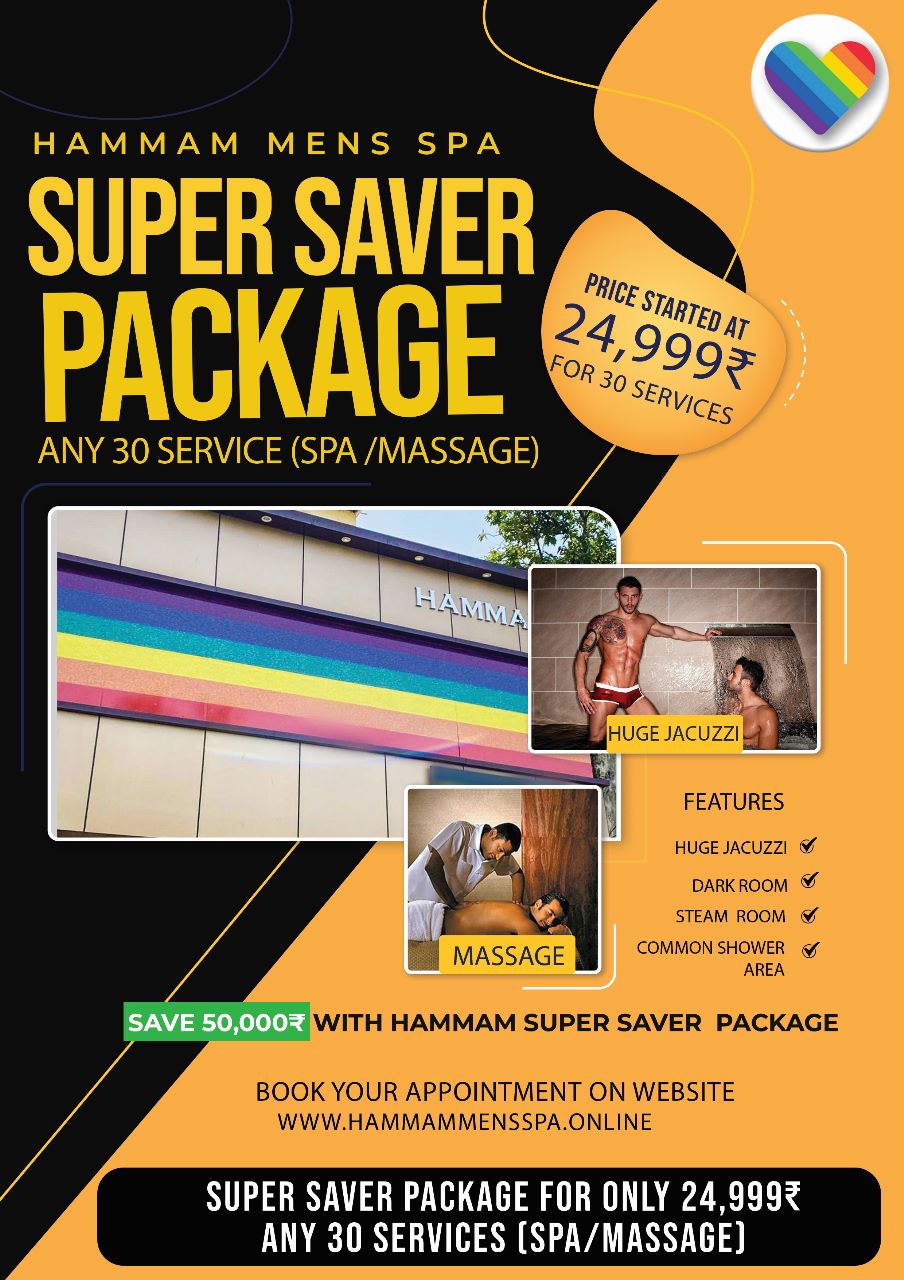 HAMMAM MENS SPA
SUPER SAVER
PACKAGE
ANY 30 SERVICE (SPA /MASSAGE)
PRICE STARTED AT
24,999₹
FOR 30 SERVICES
HAMMA
HUGE JACUZZI
MASSAGE
FEATURES
HUGE JACUZZI
DARK ROOM
STEAM ROOM
COMMON SHOWER
AREA
SAVE 50,000₹ WITH HAMMAM SUPER SAVER PACKAGE
BOOK YOUR APPOINTMENT ON WEBSITE
WWW.HAMMAMMENSSPA.ONLINE
SUPER SAVER PACKAGE FOR ONLY 24,999₹
ANY 30 SERVICES (SPA/MASSAGE)